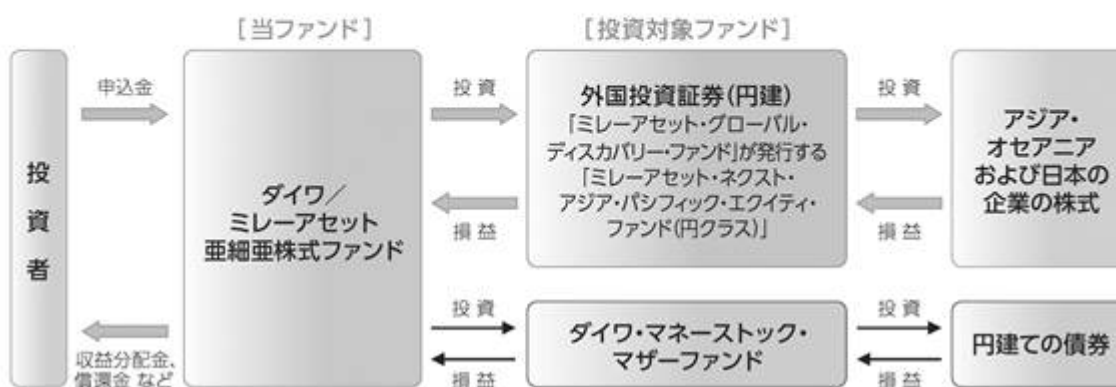 [当ファンド]
[投資対象ファンド]
投資者
申込金
収益分配金、
償還金 など
ダイワ／
ミレーアセット
亜細亜株式ファンド
投資
損益
外国投資証券(円建)
「ミレーアセット・グローバル・
ディスカバリー・ファンド」が発行する
「ミレーアセット・ネクスト・
アジア・パシフィック・エクイティ・
ファンド(円クラス)」
投資
損益
アジア・
オセアニア
および日本の
企業の株式
投資
損益
ダイワ・マネーストック・
マザーファンド
投資
損益
円建ての債券